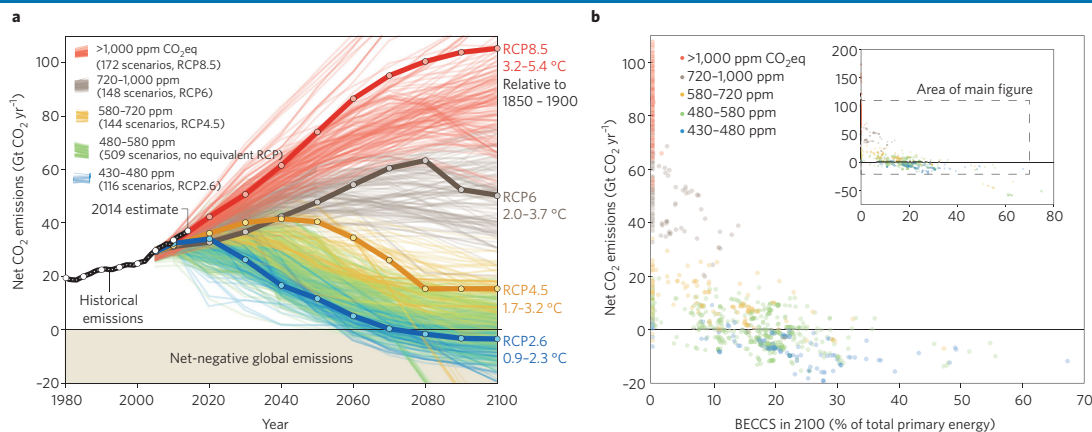 a
Net CO2 emissions (Gt CO2 yr−1)
100
80
60
40
20
0
−20
>1,000 ppm CO2eq
(172 scenarios, RCP8.5)
720–1,000 ppm
(148 scenarios, RCP6)
580–720 ppm
(144 scenarios, RCP4.5)
480–580 ppm
(509 scenarios, no equivalent RCP)
430–480 ppm
(116 scenarios, RCP2.6)
2014 estimate
Historical
emissions
Net-negative global emissions
RCP8.5
3.2–5.4 °C
Relative to
1850 – 1900
RCP6
2.0–3.7 °C
RCP4.5
1.7–3.2 °C
RCP2.6
0.9–2.3 °C
1980 2000 2020 2040 2060 2080 2100
Year
b
Net CO2 emissions (Gt CO2 yr−1)
100
80
60
40
20
0
−20
>1,000 ppm CO2eq
720–1,000 ppm
580–720 ppm
480–580 ppm
430–480 ppm
200
150
100
50
0
−50
Area of main figure
0 20 40 60 80
0 10 20 30 40 50 60 70
BECCS in 2100 (% of total primary energy)